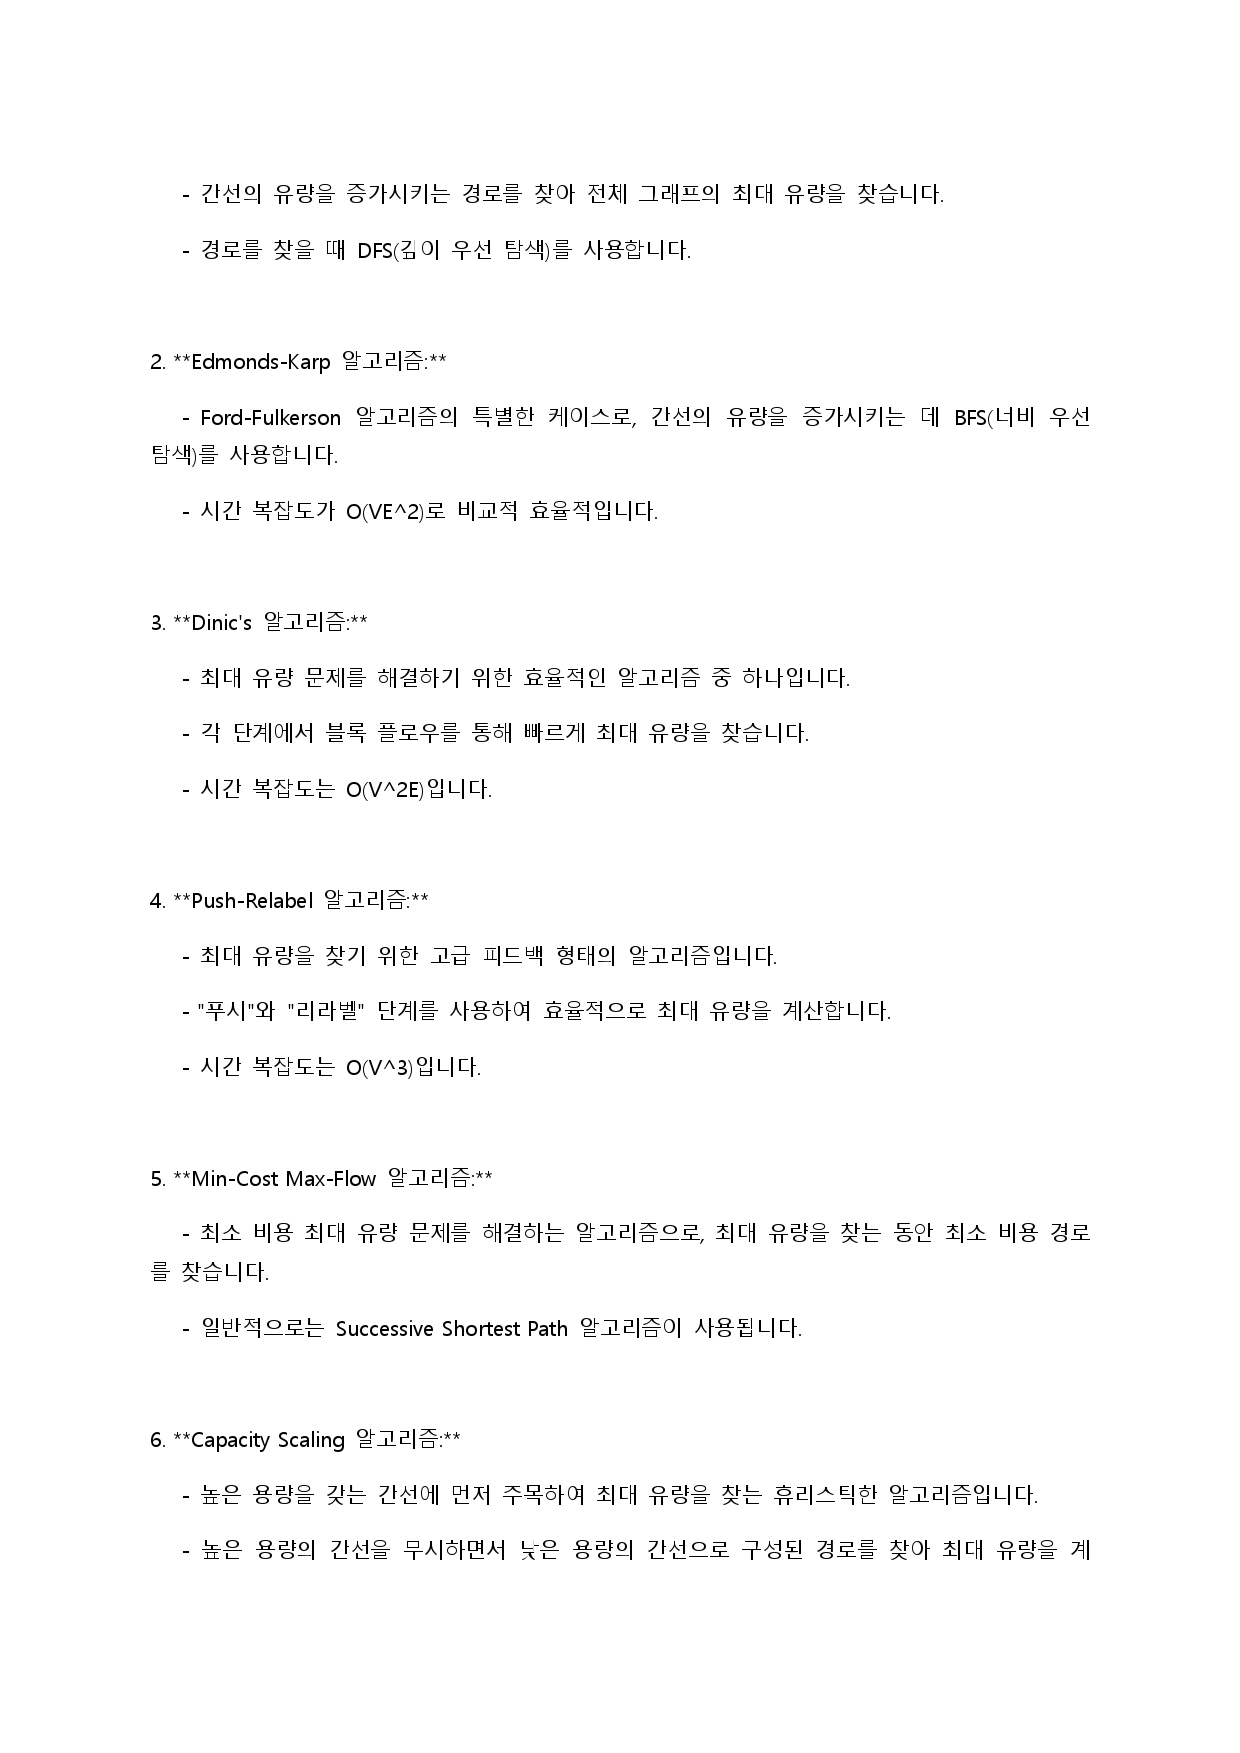 - 간선의 유량을 증가시키는 경로를 찾아 전체 그래프의 최대 유량을 찾습니다.
- 경로를 찾을 때 DFS(깊이 우선 탐색)를 사용합니다.
2. **Edmonds-Karp 알고리즘:**
- Ford-Fulkerson 알고리즘의 특별한 케이스로, 간선의 유량을 증가시키는 데 BFS(너비 우선
탐색)를 사용합니다.
- 시간 복잡도가 O(VE^2)로 비교적 효율적입니다.
3. **Dinic's 알고리즘:**
- 최대 유량 문제를 해결하기 위한 효율적인 알고리즘 중 하나입니다.
- 각 단계에서 블록 플로우를 통해 빠르게 최대 유량을 찾습니다.
- 시간 복잡도는 O(V^2E)입니다.
4. **Push-Relabel 알고리즘:**
- 최대 유량을 찾기 위한 고급 피드백 형태의 알고리즘입니다.
- "푸시"와 "리라벨" 단계를 사용하여 효율적으로 최대 유량을 계산합니다.
- 시간 복잡도는 O(V^3)입니다.
5. **Min-Cost Max-Flow 알고리즘:**
- 최소 비용 최대 유량 문제를 해결하는 알고리즘으로, 최대 유량을 찾는 동안 최소 비용 경로
를 찾습니다.
- 일반적으로는 Successive Shortest Path 알고리즘이 사용됩니다.
6. **Capacity Scaling 알고리즘:**
- 높은 용량을 갖는 간선에 먼저 주목하여 최대 유량을 찾는 휴리스틱한 알고리즘입니다.
- 높은 용량의 간선을 무시하면서 낮은 용량의 간선으로 구성된 경로를 찾아 최대 유량을 계